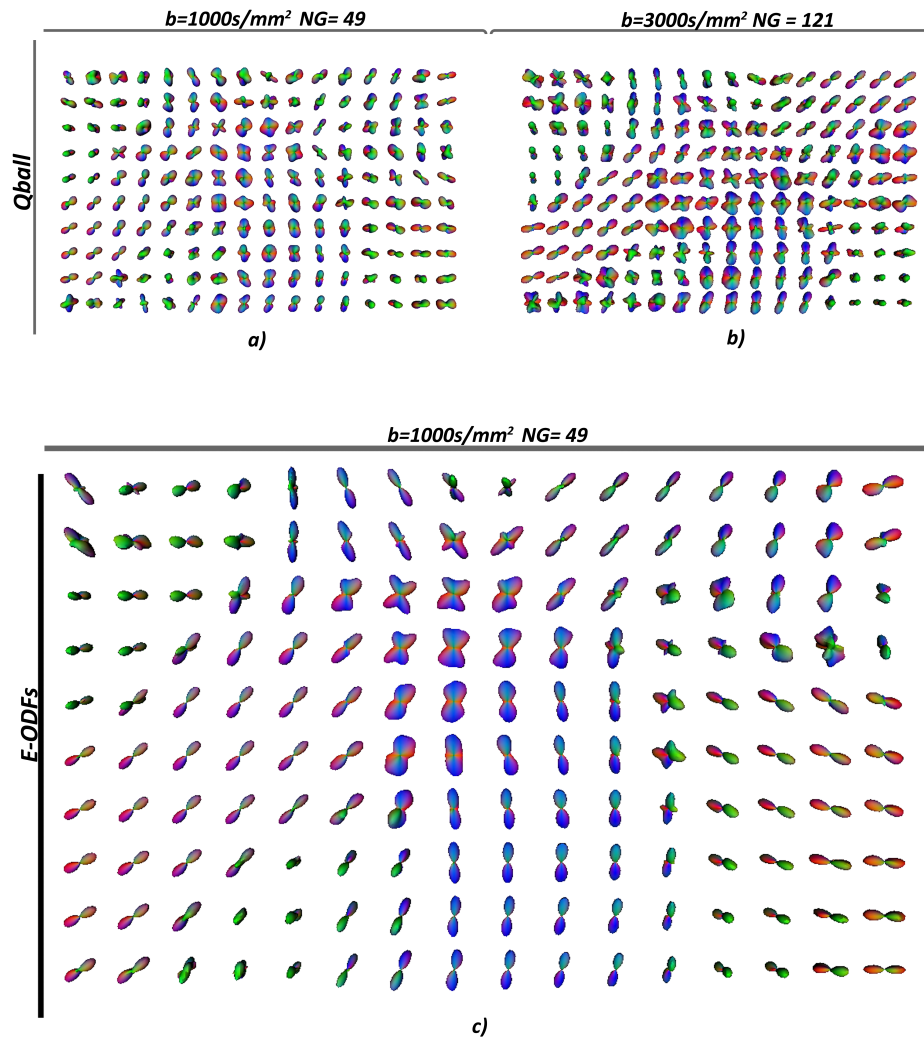 b=1000s/mm² NG= 49
b=3000s/mm² NG = 121
Qball
a)
b)
b=1000s/mm² NG= 49
E-ODFs
c)